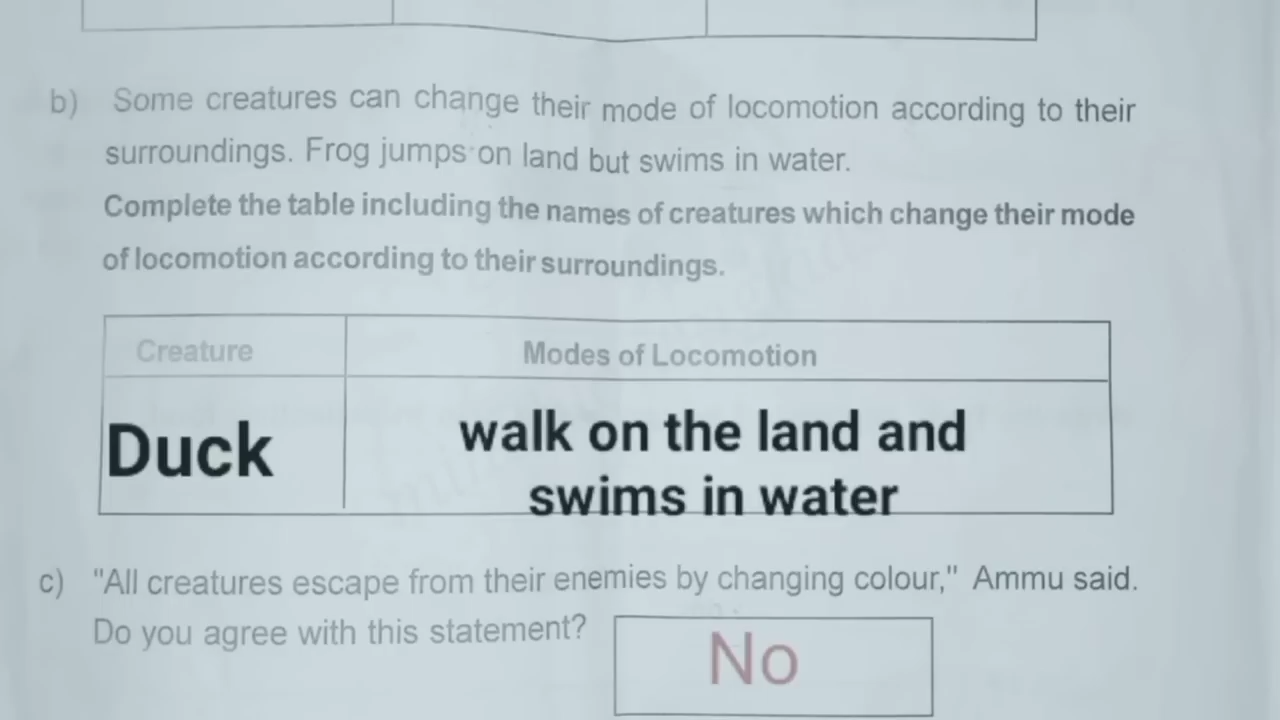 b) Some creatures can change their mode of locomotion according to their
surroundings. Frog jumps on land but swims in water.
Complete the table including the names of creatures which change their mode
of locomotion according to their surroundings.
Creature Modes of Locomotion
Duck walk on the land and
swims in water
c) "All creatures escape from their enemies by changing colour," Ammu said.
Do you agree with this statement?
No